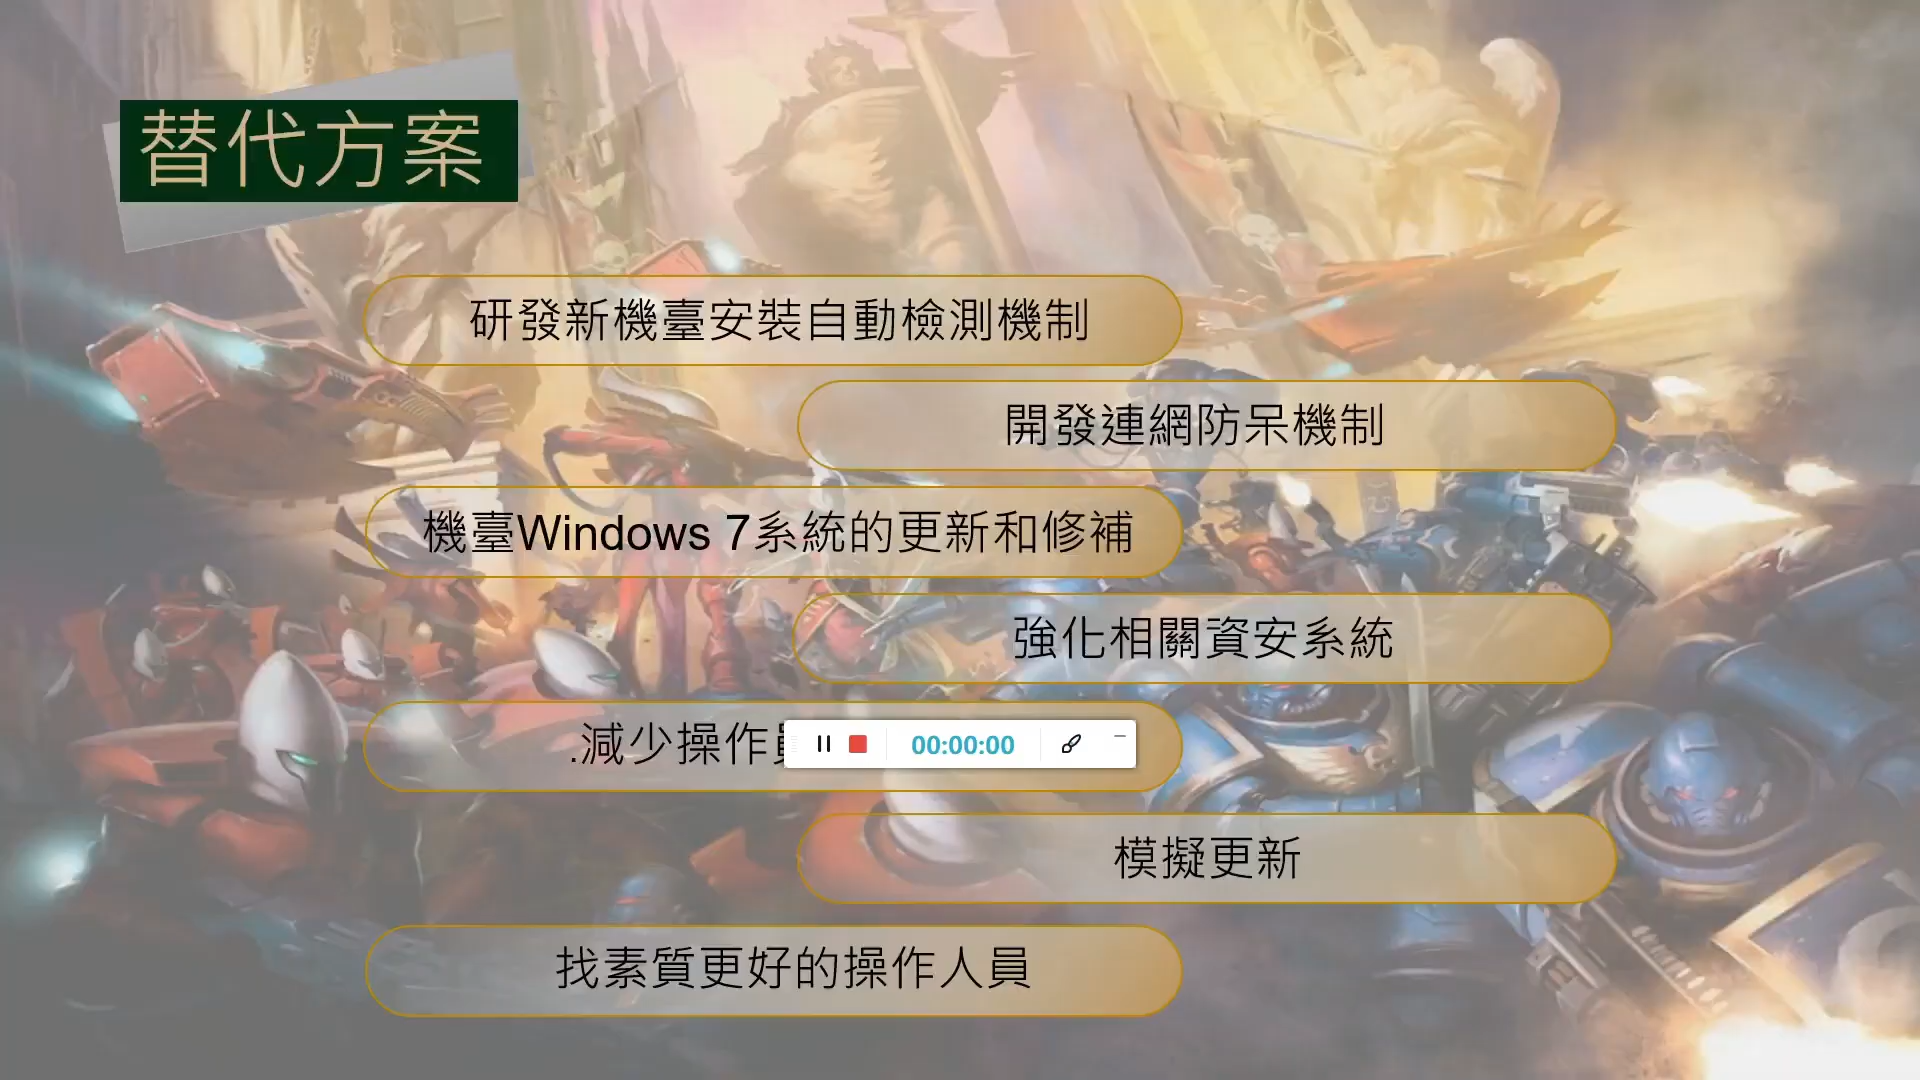 替代方案
研發新機臺安裝自動檢測機制
開發連網防呆機制
機臺Windows 7系統的更新和修補
強化相關資安系統
.減少操作
00:00:00
模擬更新
找素質更好的操作人員